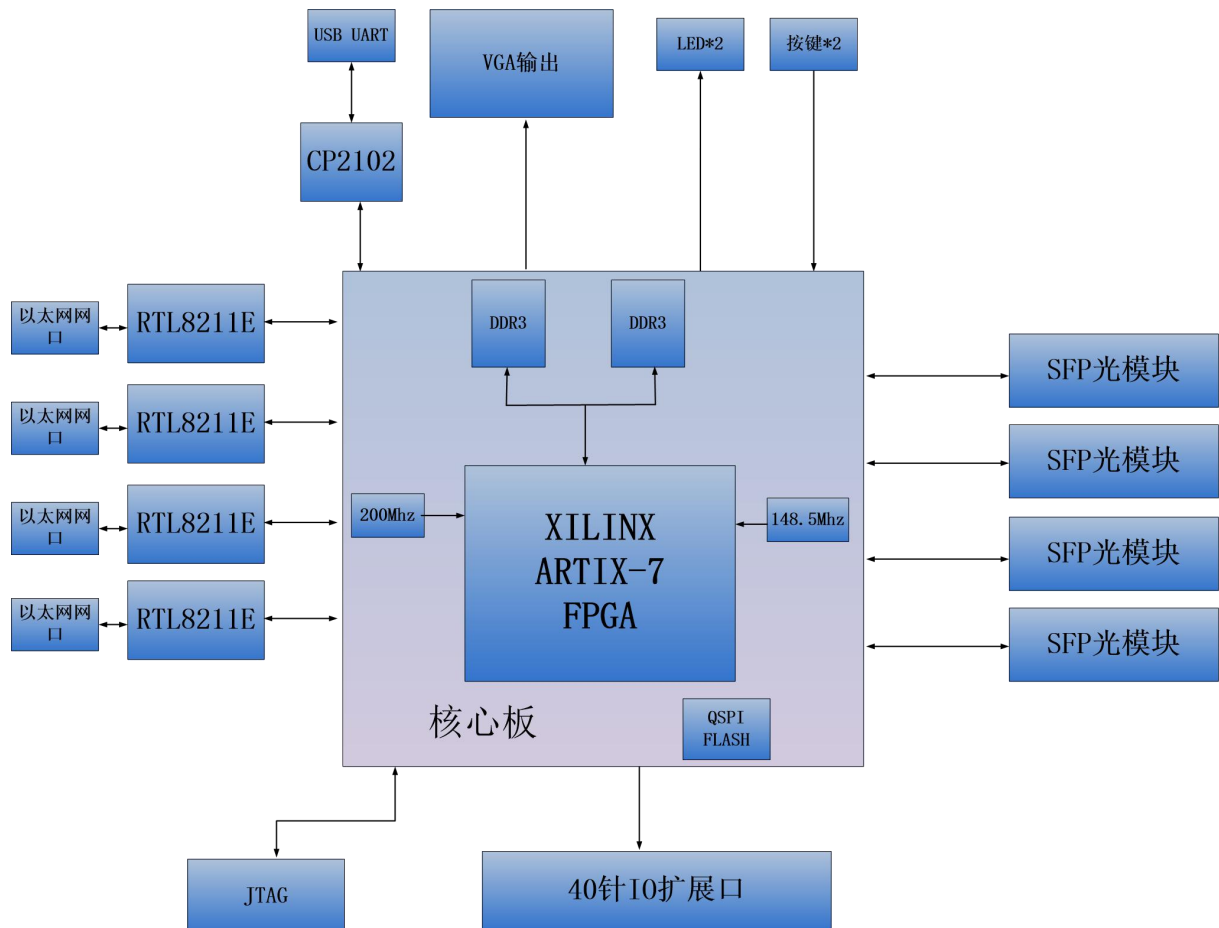 USB UART
VGA输出
LED*2
按键*2
CP2102
以太网网
口
RTL8211E
DDR3
DDR3
SFP光模块
以太网网
口
RTL8211E
SFP光模块
以太网网
口
RTL8211E
200Mhz
XILINX
ARTIX-7
FPGA
148.5Mhz
SFP光模块
以太网网
口
RTL8211E
SFP光模块
核心板
QSPI
FLASH
JTAG
40针IO扩展口